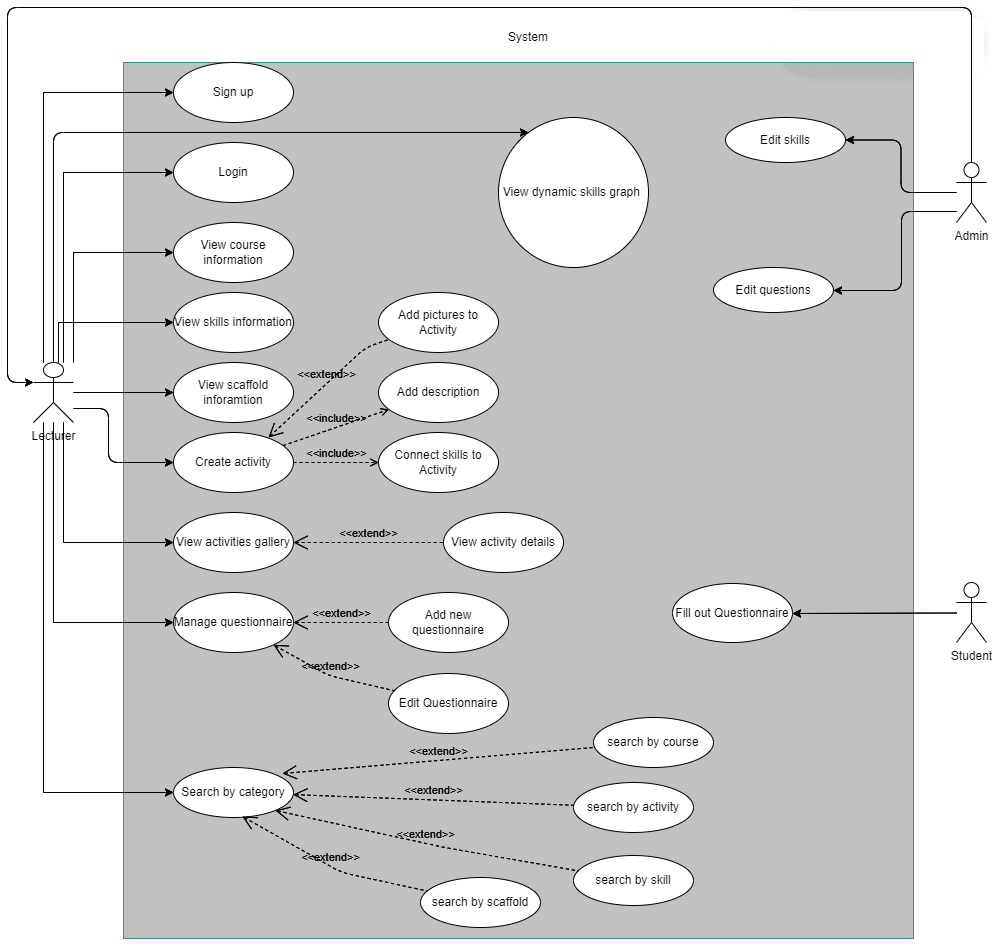 System
Sign up
View dynamic skills graph
Edit skills
Login
Admin
View course
information
Edit questions
View skills information
Add pictures to
Activity
<<extend>>
View scaffold
inforamtion
Add description
<<include>>
Lecturer
Create activity
<<include>>
Connect skills to
Activity
View activities gallery
<<extend>>
View activity details
Manage questionnaire
<<extend>>
Add new
questionnaire
Fill out Questionnaire
Student
<<extend>>
Edit Questionnaire
search by course
<<extend>>
Search by category
<<extend>>
search by activity
<<extend>>
<<extend>>
search by skill
search by scaffold